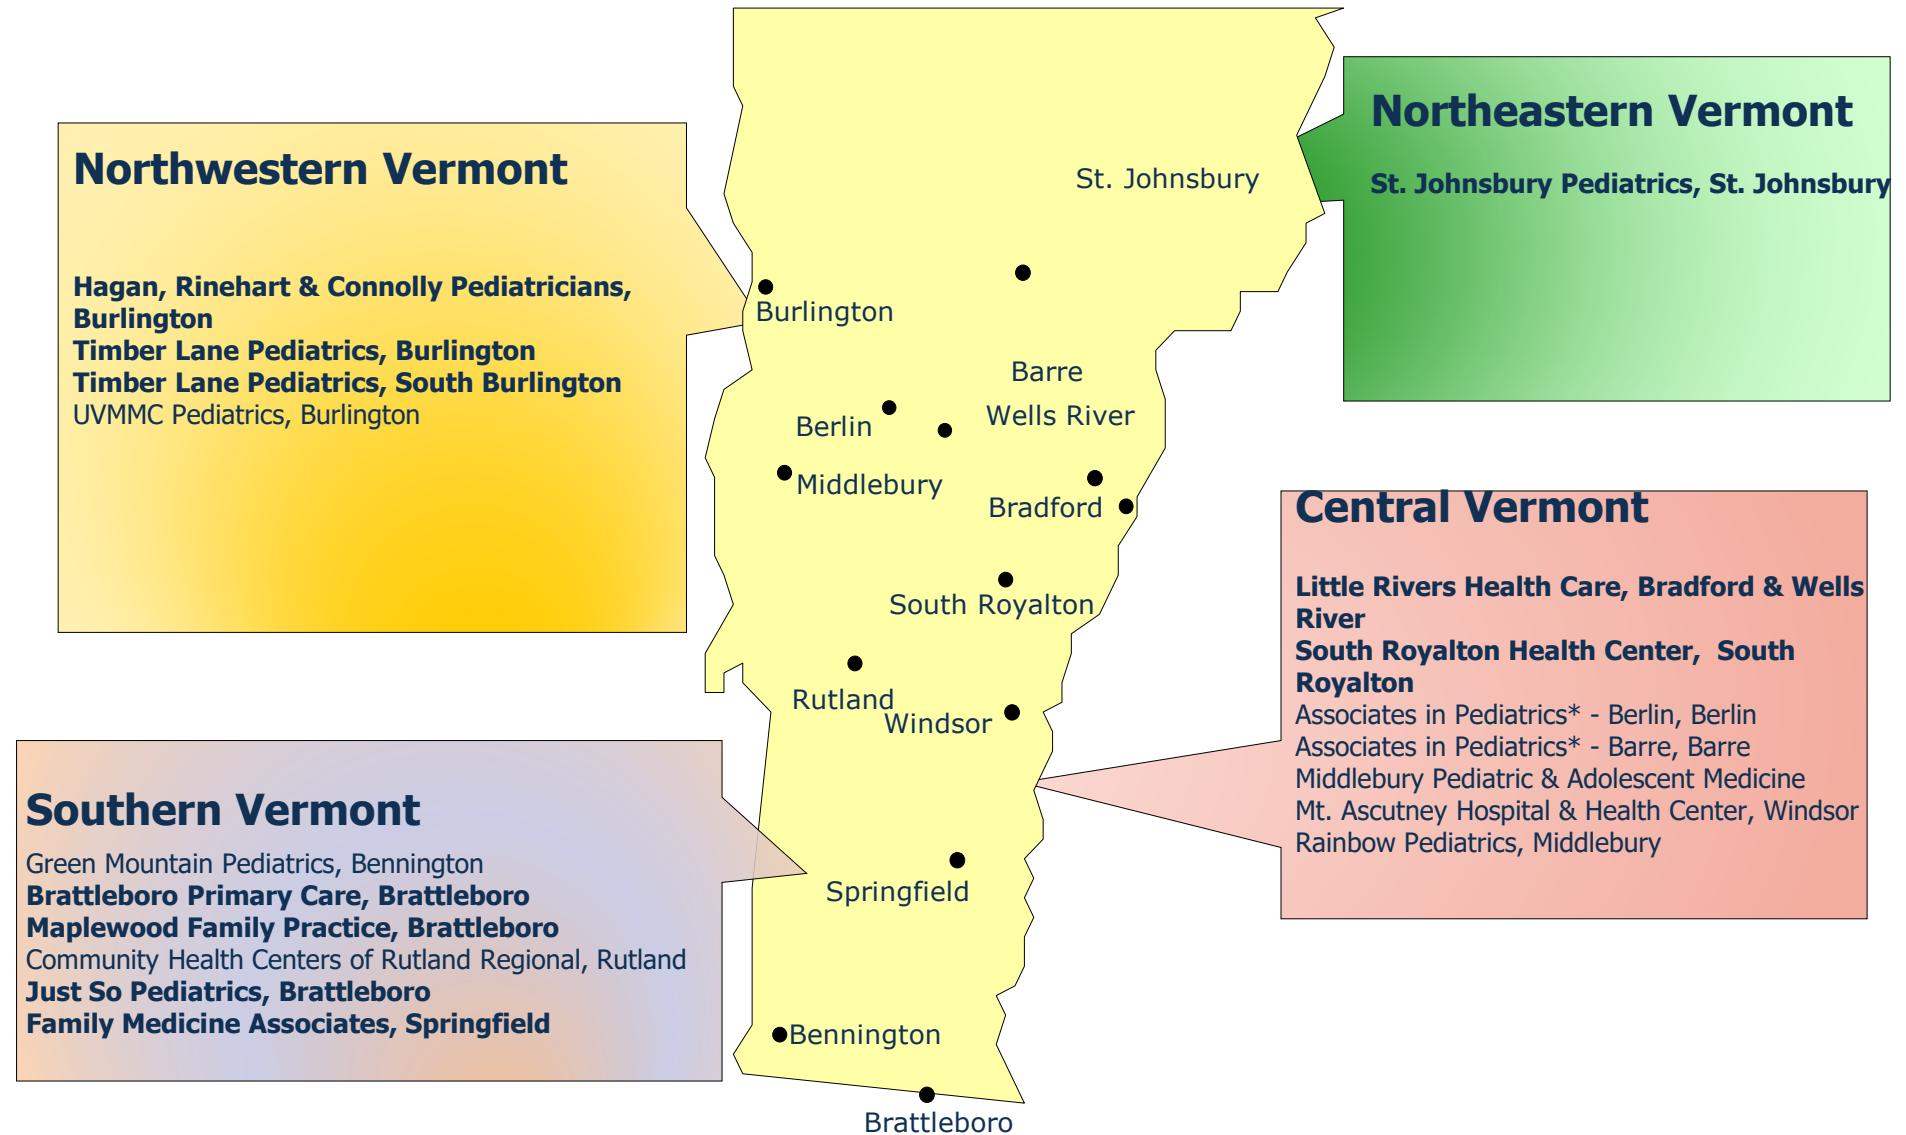 Northwestern Vermont
Hagan, Rinehart & Connolly Pediatricians,
Burlington
Timber Lane Pediatrics, Burlington
Timber Lane Pediatrics, South Burlington
UVMMC Pediatrics, Burlington
Northeastern Vermont
St. Johnsbury Pediatrics, St. Johnsbury
St. Johnsbury
Burlington
Barre
Wells River
Berlin
Middlebury
Bradford
South Royalton
Rutland
Windsor
Springfield
Bennington
Brattleboro
Central Vermont
Little Rivers Health Care, Bradford & Wells
River
South Royalton Health Center,  South
Royalton
Associates in Pediatrics* - Berlin, Berlin
Associates in Pediatrics* - Barre, Barre
Middlebury Pediatric & Adolescent Medicine
Mt. Ascutney Hospital & Health Center, Windsor
Rainbow Pediatrics, Middlebury
Southern Vermont
Green Mountain Pediatrics, Bennington
Brattleboro Primary Care, Brattleboro
Maplewood Family Practice, Brattleboro
Community Health Centers of Rutland Regional, Rutland
Just So Pediatrics, Brattleboro
Family Medicine Associates, Springfield